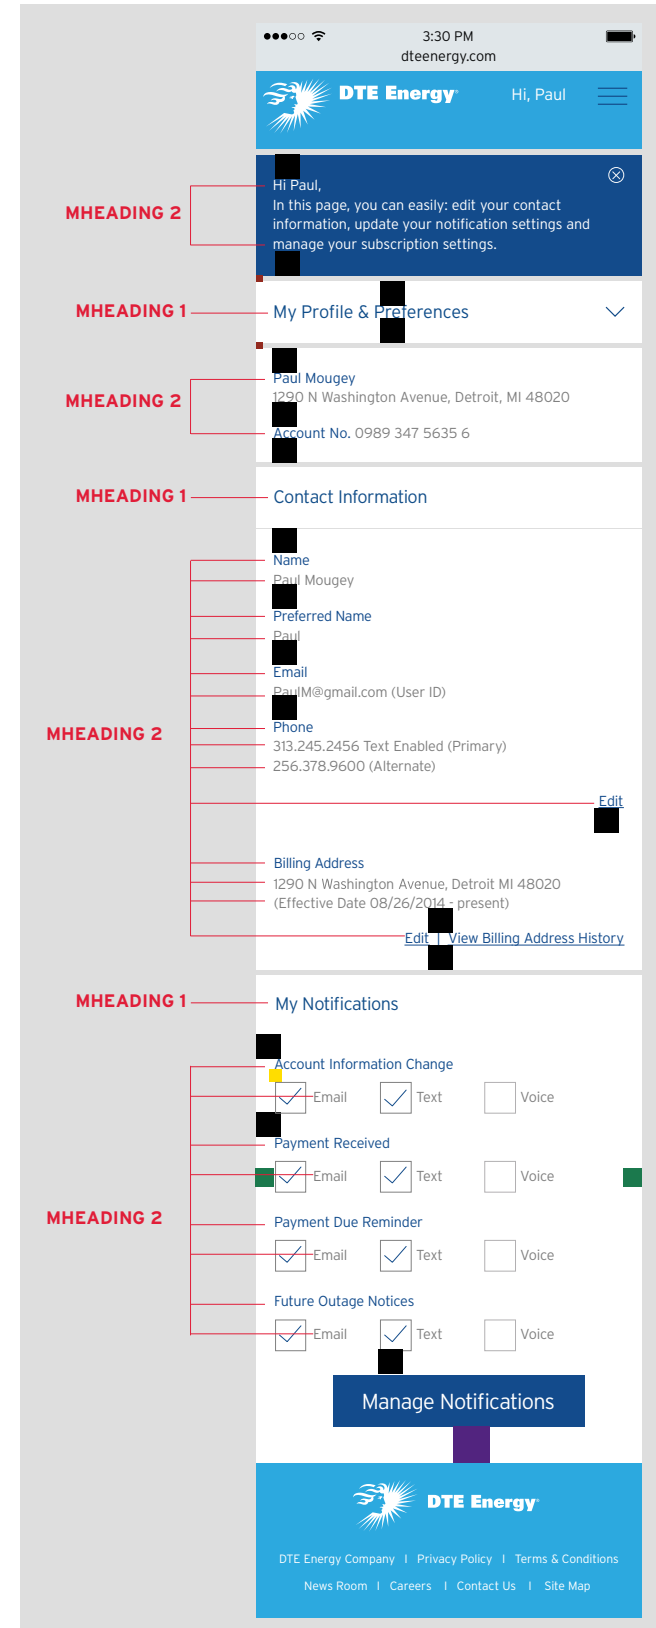 3:30 PM
dteenergy.com
DTE Energy
Hi, Paul
MHEADING 2
Hi Paul,
In this page, you can easily: edit your contact
information, update your notification settings and
manage your subscription settings.
MHEADING 1
My Profile & Preferences
MHEADING 2
Paul Mougey
1290 N Washington Avenue, Detroit, MI 48020
Account No. 0989 347 5635 6
MHEADING 1
Contact Information
Name
Paul Mougey
Preferred Name
Paul
Email
PaulM@gmail.com (User ID)
Phone
MHEADING 2
313.245.2456 Text Enabled (Primary)
256.378.9600 (Alternate)
Edit
Billing Address
1290 N Washington Avenue, Detroit MI 48020
(Effective Date 08/26/2014 - present)
Edit | View Billing Address History
MHEADING 1
My Notifications
Account Information Change
Email Text Voice
Payment Received
Email Text Voice
MHEADING 2
Payment Due Reminder
Email Text Voice
Future Outage Notices
Email Text Voice
Manage Notifications
DTE Energy
DTE Energy Company | Privacy Policy | Terms & Conditions
News Room | Careers | Contact Us | Site Map